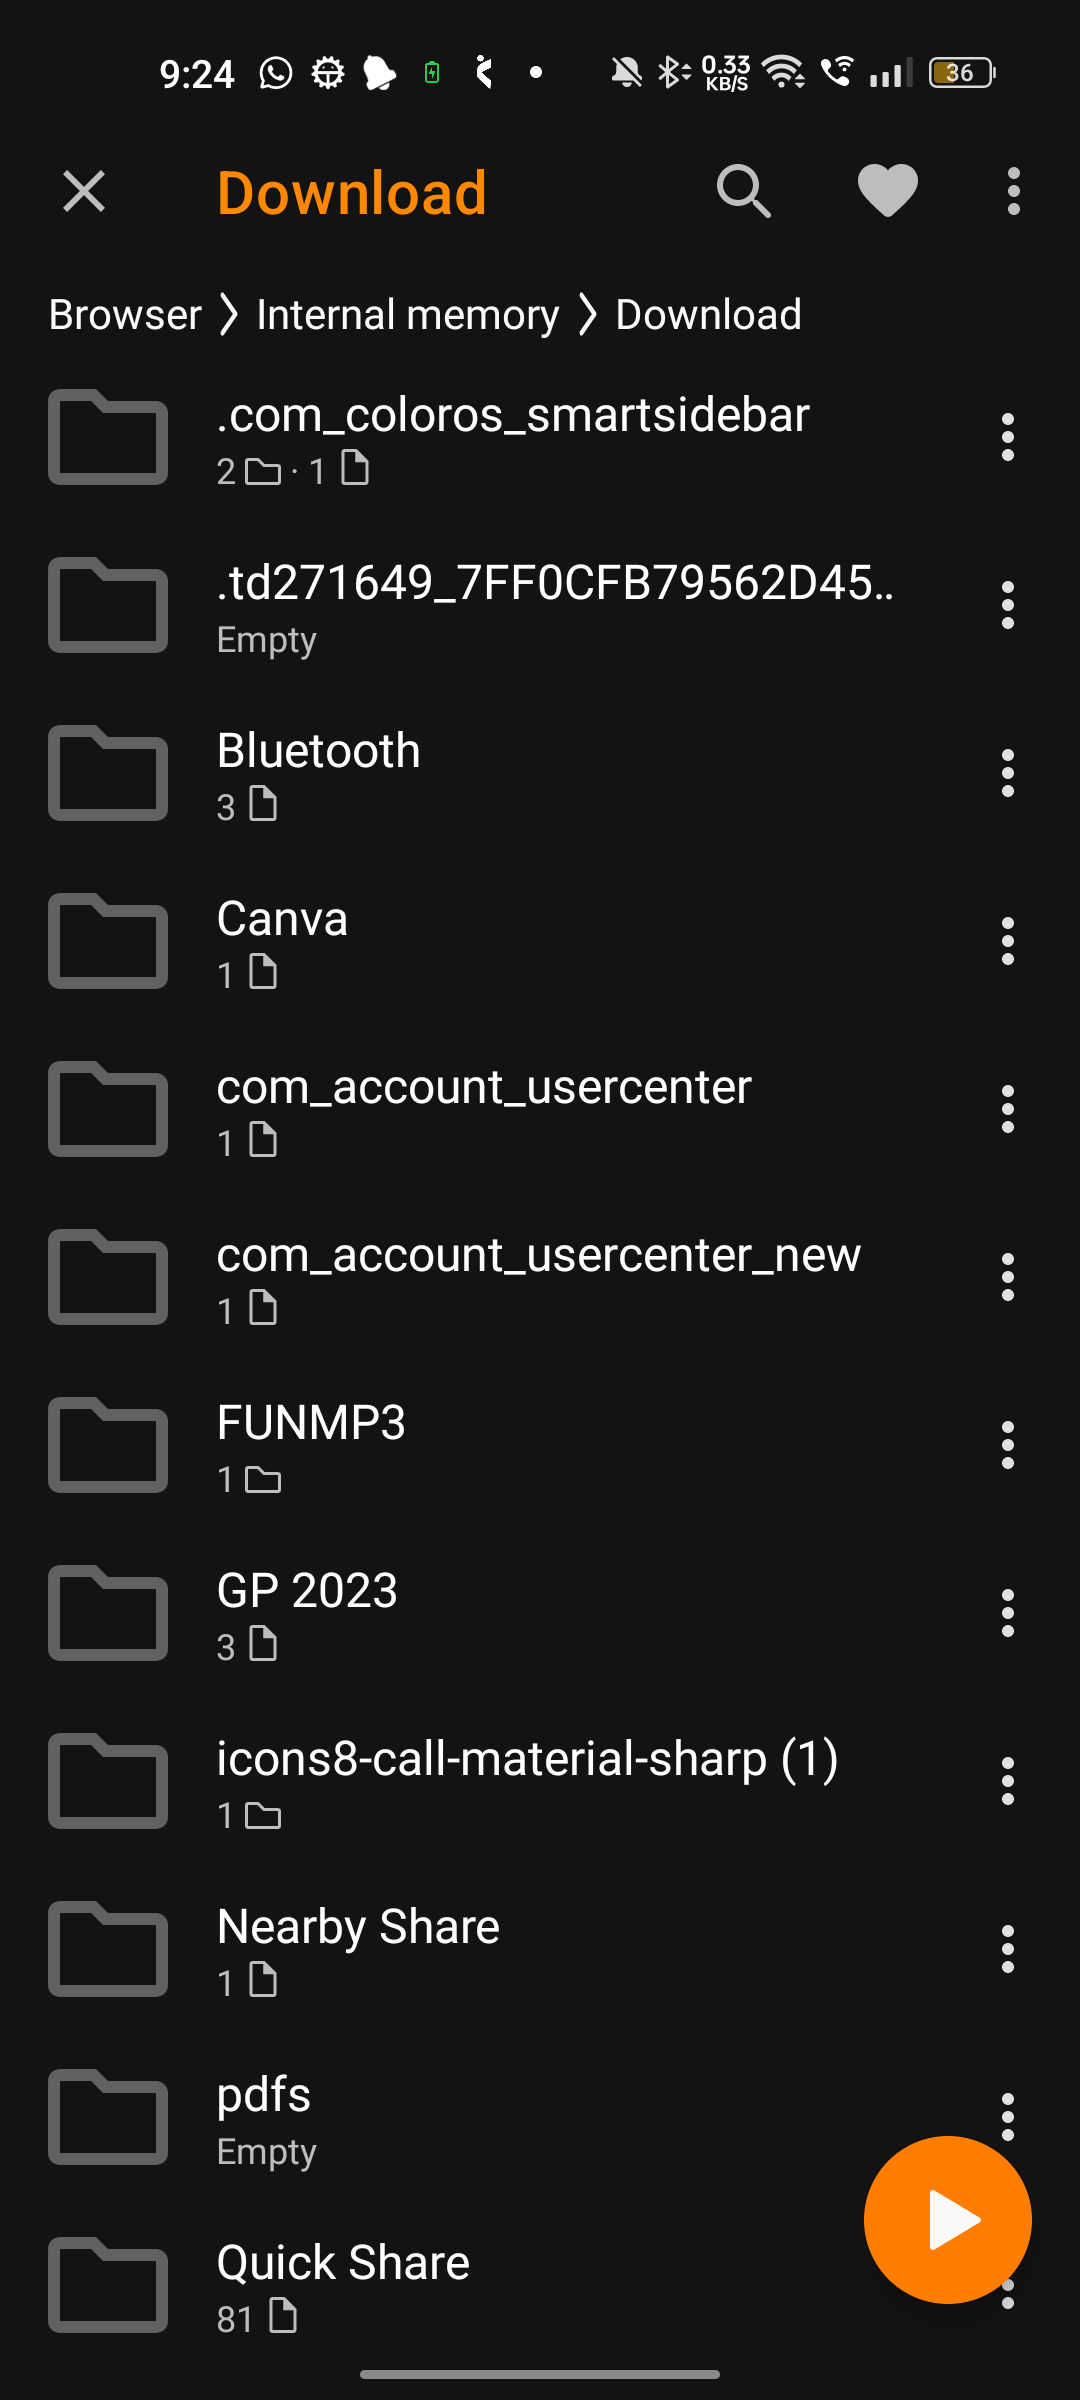 9:24
0.33
KB/S
36
Download
Browser
Internal memory
Download
.com_coloros_smartsidebar
2 · 1
.td271649_7FF0CFB79562D45..
Empty
Bluetooth
3
Canva
1
com_account_usercenter
1
com_account_usercenter_new
1
FUNMP3
1
GP 2023
3
icons8-call-material-sharp (1)
1
Nearby Share
1
pdfs
Empty
Quick Share
81